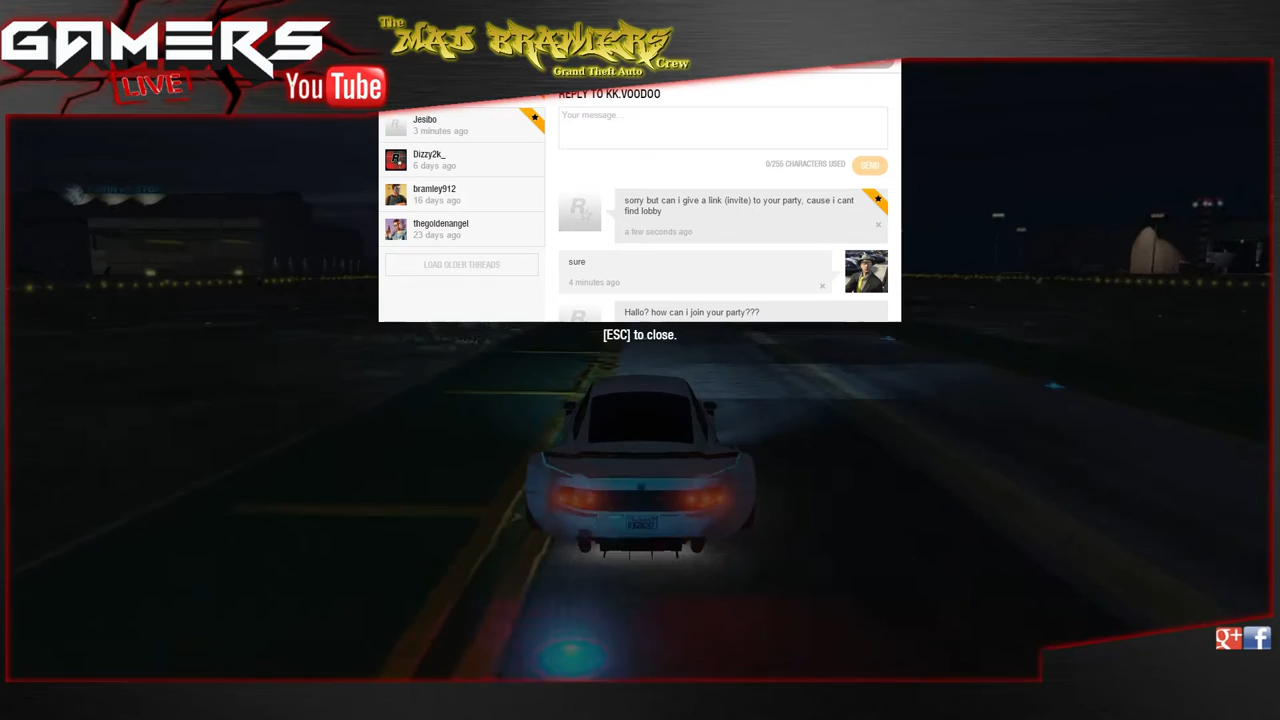 GAMERS
LIVE
YouTube
The
MAD BRAWLERS
Grand Theft Auto
Crew
REPLY TO KK.VOODOO
Jesibo
3 minutes ago
Dizzy2k_
6 days ago
bramley912
16 days ago
thegoldenangel
23 days ago
LOAD OLDER THREADS
Your message...
0/255 CHARACTERS USED
SEND
sorry but can i give a link (invite) to your party, cause i cant
find lobby
a few seconds ago
sure
4 minutes ago
Hallo? how can i join your party???
[ESC] to close.
g+
f